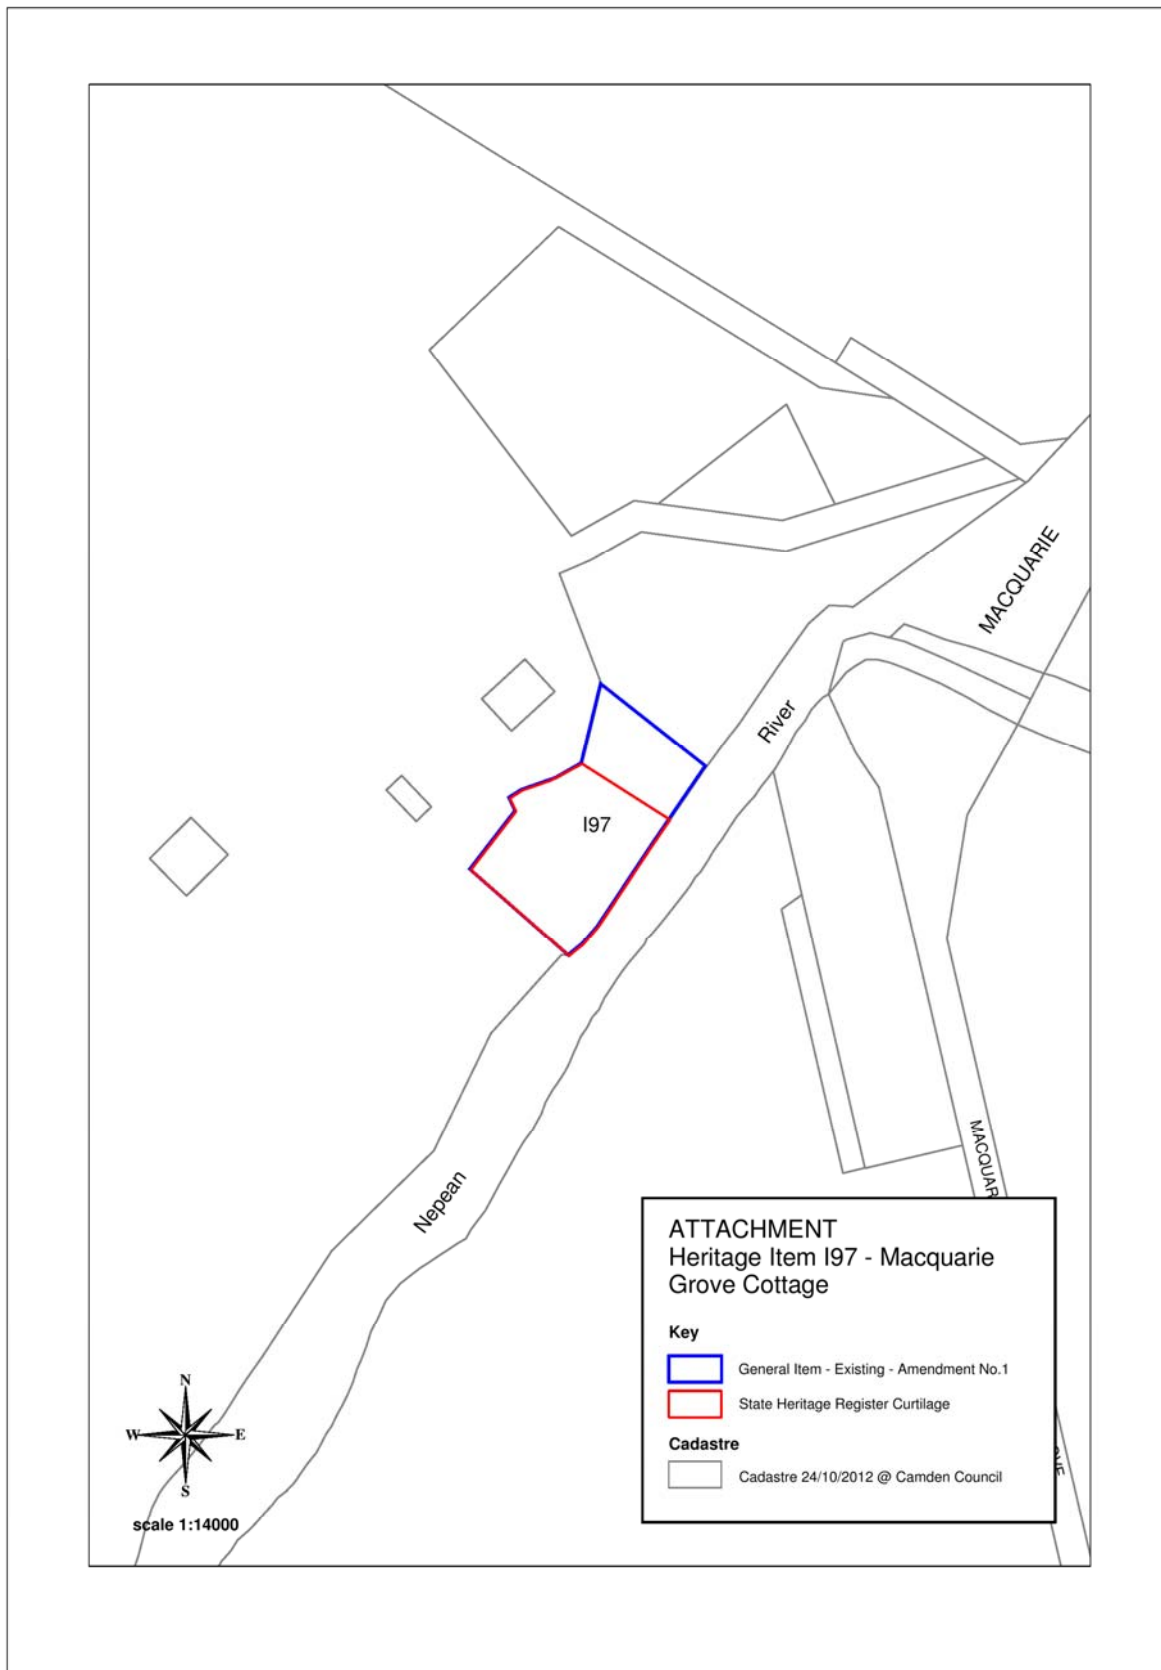 MACQUARIE
River
I97
MACQUAR
Nepean
ATTACHMENT
Heritage Item I97 - Macquarie
Grove Cottage
Key
General Item - Existing - Amendment No.1
State Heritage Register Curtilage
Cadastre
Cadastre 24/10/2012 @ Camden Council
N
W E
S
scale 1:14000